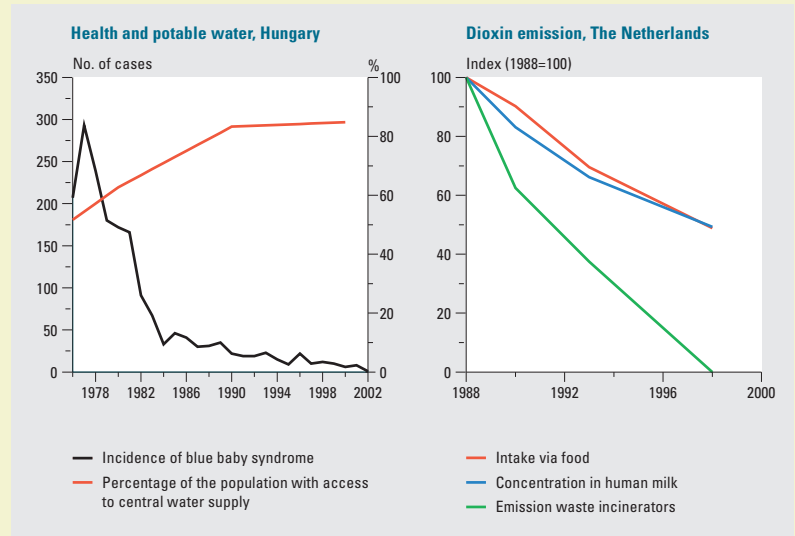 Health and potable water, Hungary
No. of cases
%
350
300
250
200
150
100
50
0
100
80
60
40
20
0
1978 1982 1986 1990 1994 1998 2002
Incidence of blue baby syndrome
Percentage of the population with access
to central water supply
Dioxin emission, The Netherlands
Index (1988=100)
100
80
60
40
20
0
1988 1992 1996 2000
Intake via food
Concentration in human milk
Emission waste incinerators